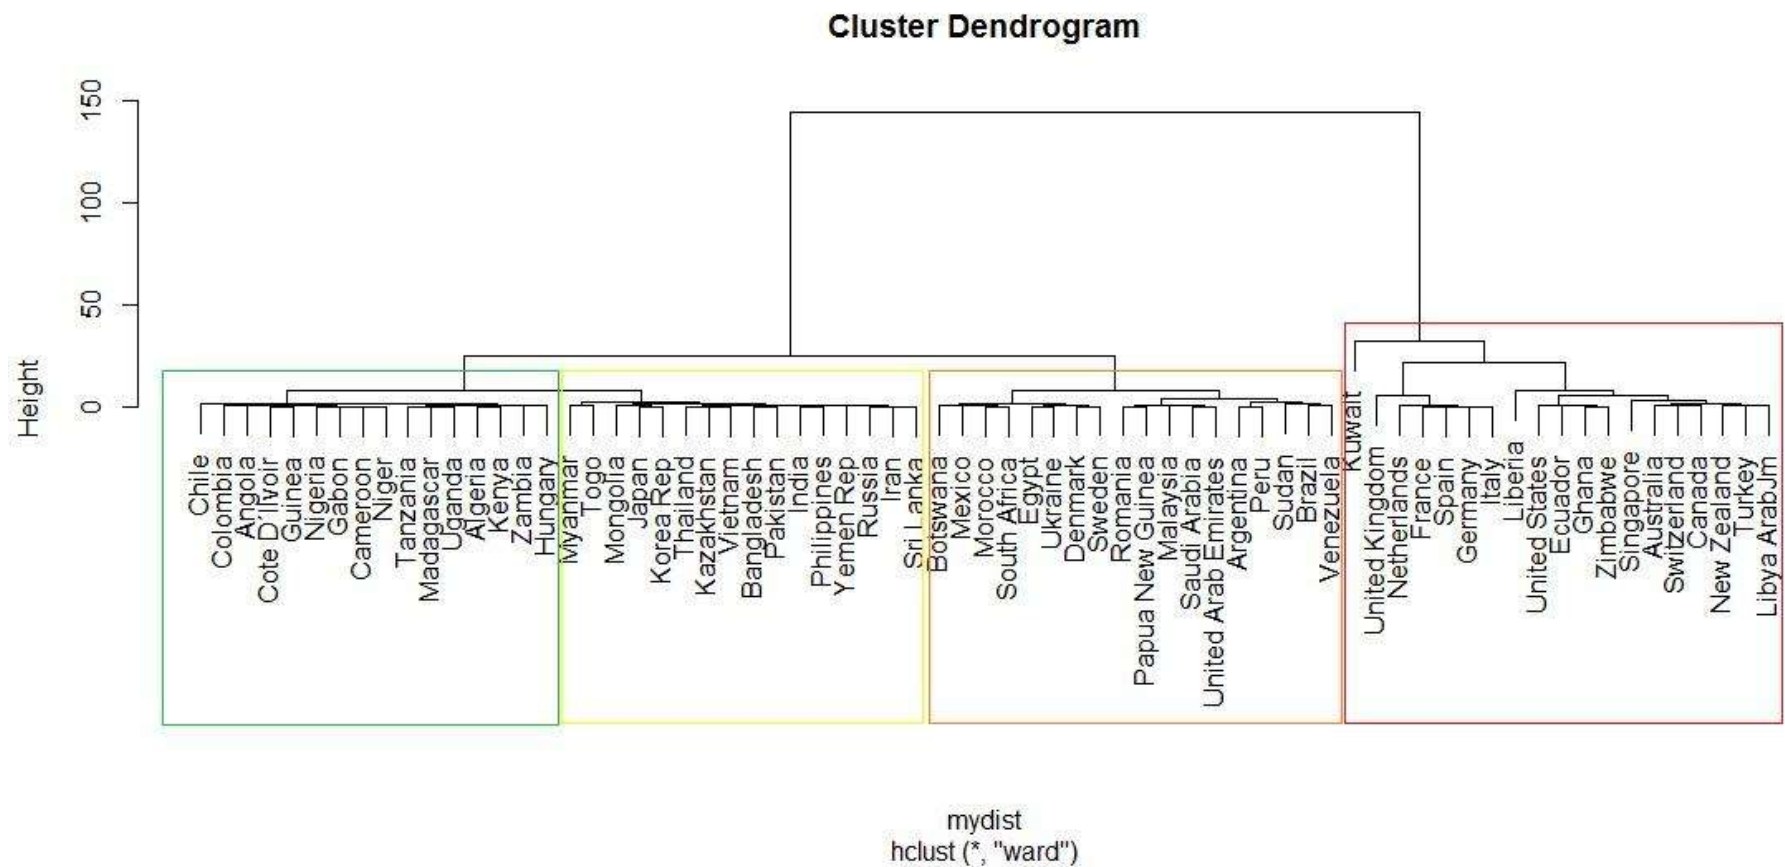 Cluster Dendrogram
Height
150
100
50
0
Chile
Colombia
Angola
Cote D´Ilvoir
Guinea
Nigeria
Gabon
Cameroon
Niger
Tanzania
Madagascar
Uganda
Algeria
Kenya
Zambia
Hungary
Myanmar
Togo
Mongolia
Japan
Korea Rep
Thailand
Kazakhstan
Vietnam
Bangladesh
Pakistan
India
Philippines
Yemen Rep
Russia
Iran
Sri Lanka
Botswana
Mexico
Morocco
South Africa
Egypt
Ukraine
Denmark
Sweden
Romania
Papua New Guinea
Malaysia
Saudi Arabia
United Arab Emirates
Argentina
Peru
Sudan
Brazil
Venezuela
Kuwait
United Kingdom
Netherlands
France
Spain
Germany
Italy
Liberia
United States
Ecuador
Ghana
Zimbabwe
Singapore
Australia
Switzerland
Canada
New Zealand
Turkey
Libya ArabJm
mydist
hclust (*, "ward")